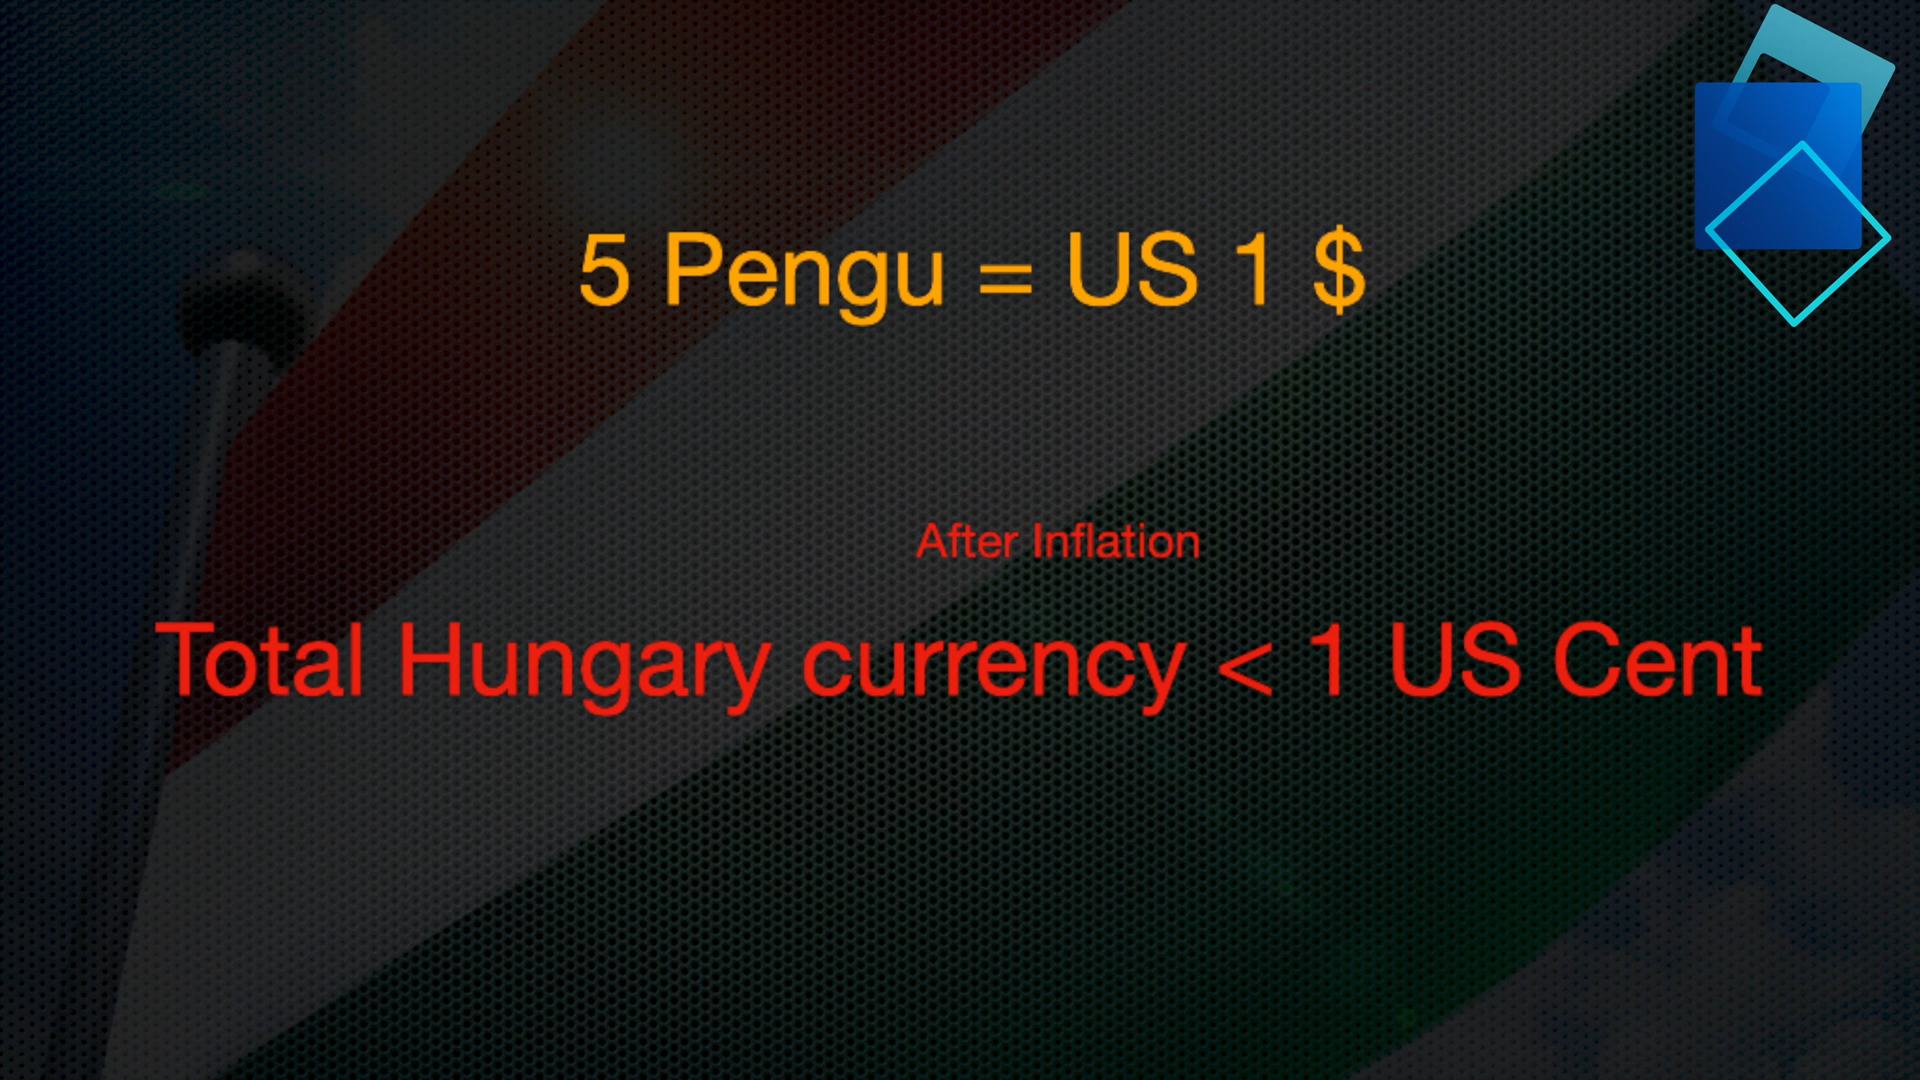 5 Pengu = US 1 $
After Inflation
Total Hungary currency < 1 US Cent